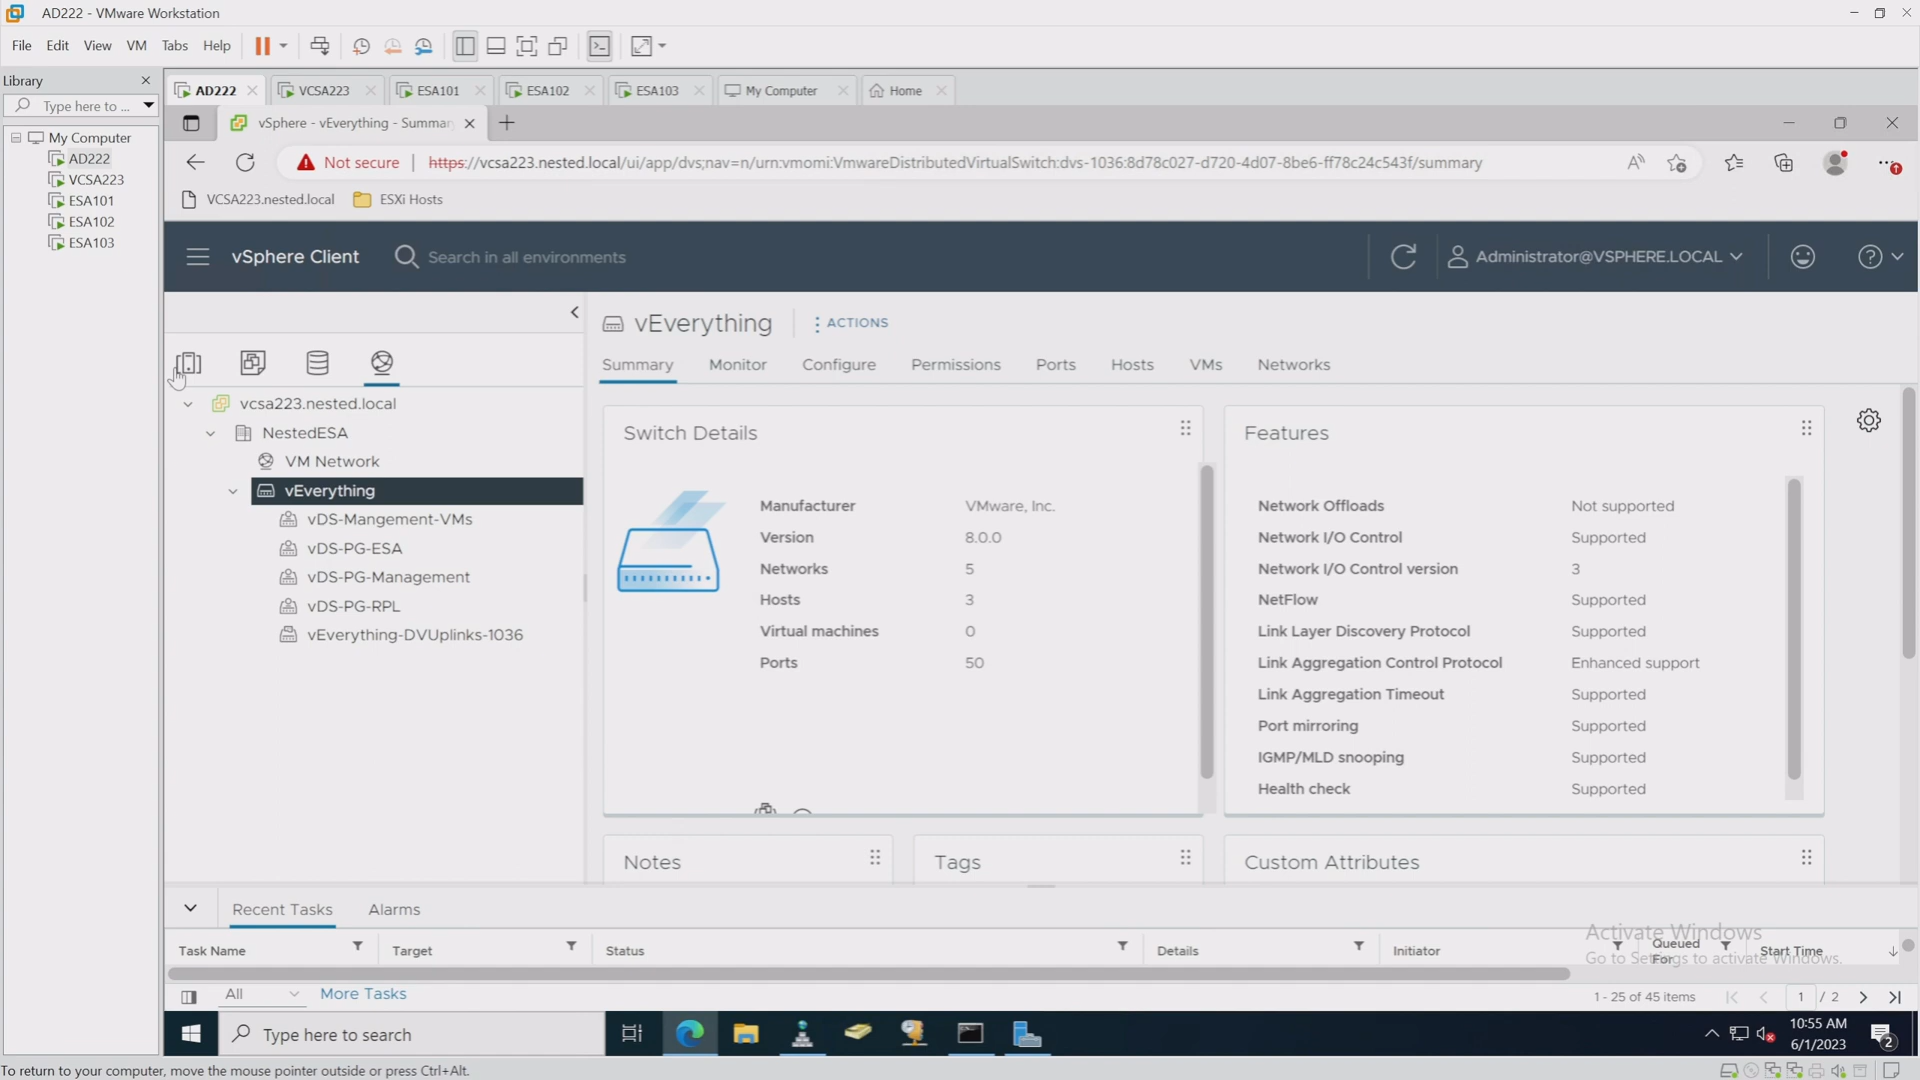 AD222 - VMware Workstation
File Edit View VM Tabs Help
Library
Type here to ...
My Computer
AD222
VCSA223
ESA101
ESA102
ESA103
AD222 VCSA223 ESA101 ESA102 ESA103 My Computer Home
vSphere - vEverything - Summar
Not secure https://vcsa223.nested.local/ui/app/dvs;nav=n/urn:vmomi:VmwareDistributedVirtualSwitch:dvs-1036:8d78c027-d720-4d07-8be6-ff78c24c543f/summary
VCSA223.nested.local ESXi Hosts
vSphere Client Search in all environments Administrator@VSPHERE.LOCAL
vcsa223.nested.local
NestedESA
VM Network
vEverything
vDS-Mangement-VMs
vDS-PG-ESA
vDS-PG-Management
vDS-PG-RPL
vEverything-DVUplinks-1036
vEverything ACTIONS
Summary Monitor Configure Permissions Ports Hosts VMs Networks
Switch Details
Manufacturer VMware, Inc.
Version 8.0.0
Networks 5
Hosts 3
Virtual machines 0
Ports 50
Features
Network Offloads Not supported
Network I/O Control Supported
Network I/O Control version 3
NetFlow Supported
Link Layer Discovery Protocol Supported
Link Aggregation Control Protocol Enhanced support
Link Aggregation Timeout Supported
Port mirroring Supported
IGMP/MLD snooping Supported
Health check Supported
Notes Tags Custom Attributes
Recent Tasks Alarms
Task Name Target Status Details Initiator Queued For Start Time
Activate Windows
Go to Settings to activate Windows.
All More Tasks 1 - 25 of 45 items 1 / 2
Type here to search
10:55 AM
6/1/2023
2
To return to your computer, move the mouse pointer outside or press Ctrl+Alt.